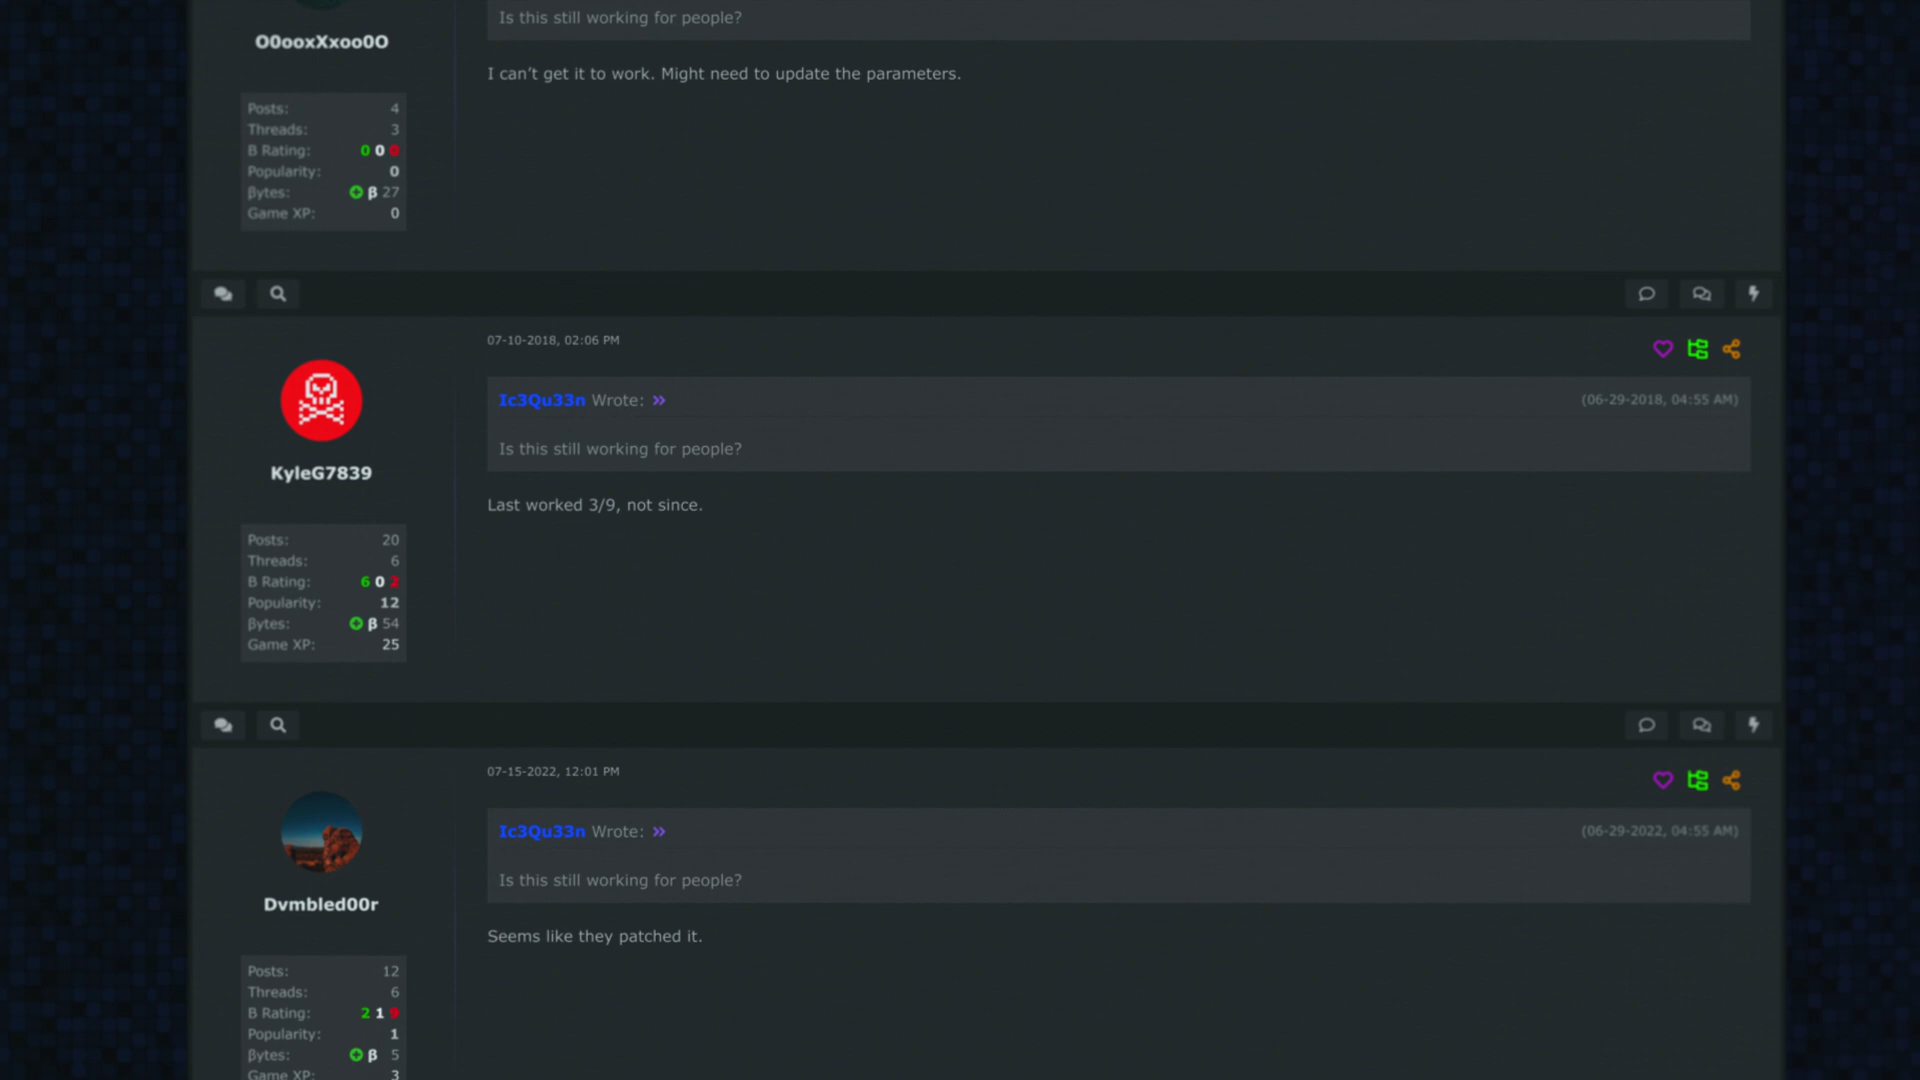 Is this still working for people?
O0ooxXxoo0O
I can't get it to work. Might need to update the parameters.
Posts: 4
Threads: 3
B Rating: 0 0 0
Popularity: 0
βytes: β 27
Game XP: 0
07-10-2018, 02:06 PM
Ic3Qu33n Wrote: » (06-29-2018, 04:55 AM)
Is this still working for people?
KyleG7839
Last worked 3/9, not since.
Posts: 20
Threads: 6
B Rating: 6 0 2
Popularity: 12
βytes: β 54
Game XP: 25
07-15-2022, 12:01 PM
Ic3Qu33n Wrote: » (06-29-2022, 04:55 AM)
Is this still working for people?
Dvmbled00r
Seems like they patched it.
Posts: 12
Threads: 6
B Rating: 2 1 9
Popularity: 1
βytes: β 5
Game XP: 3